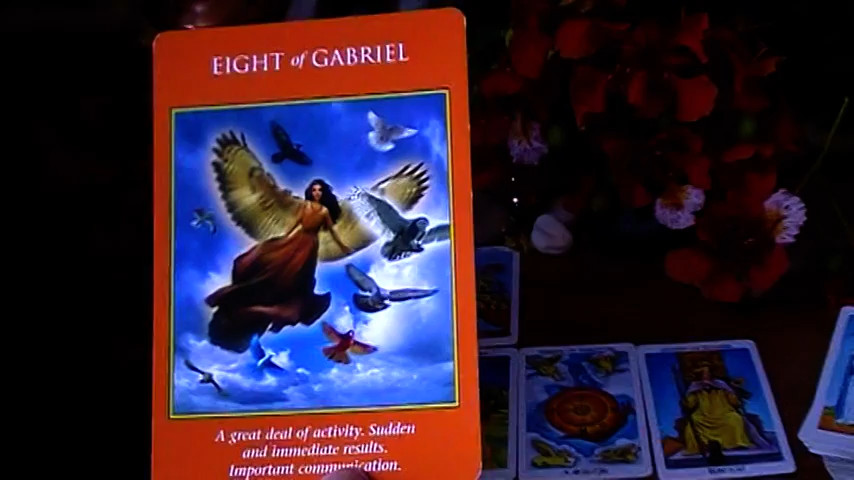 EIGHT of GABRIEL
A great deal of activity. Sudden
and immediate results.
Important communication.